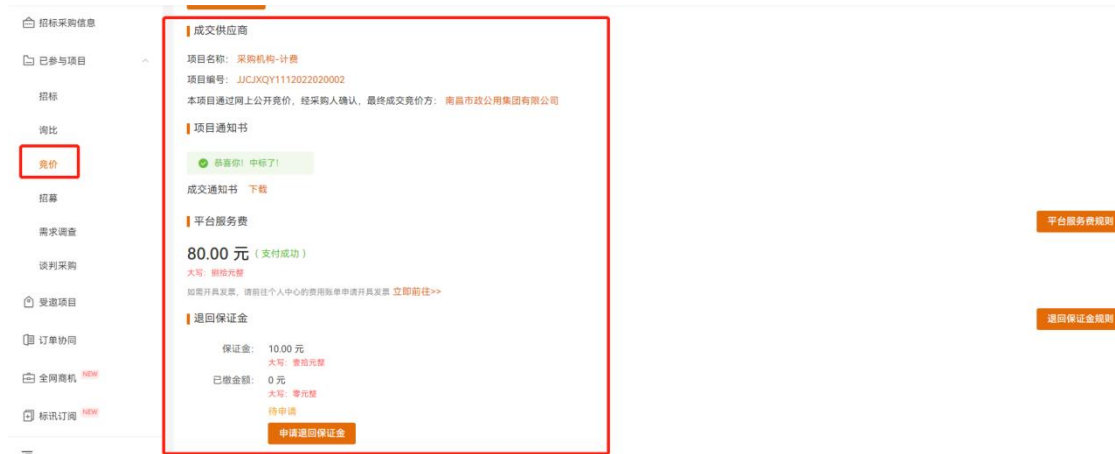 招标采购信息
已参与项目
招标
询比
竞价
招募
需求调查
谈判采购
受邀项目
订单协同
全网商机 NEW
标讯订阅 NEW
成交供应商
项目名称： 采购机构-计费
项目编号： JJCJXQY1112022020002
本项目通过网上公开竞价，经采购人确认，最终成交竞价方： 南昌市政公用集团有限公司
项目通知书
恭喜你！中标了！
成交通知书 下载
平台服务费
平台服务费规则
80.00 元（支付成功）
大写：捌拾元整
如需开具发票，请前往个人中心的费用账单申请开具发票 立即前往>>
退回保证金
退回保证金规则
保证金： 10.00 元
大写：壹拾元整
已缴金额： 0 元
大写：零元整
待申请
申请退回保证金